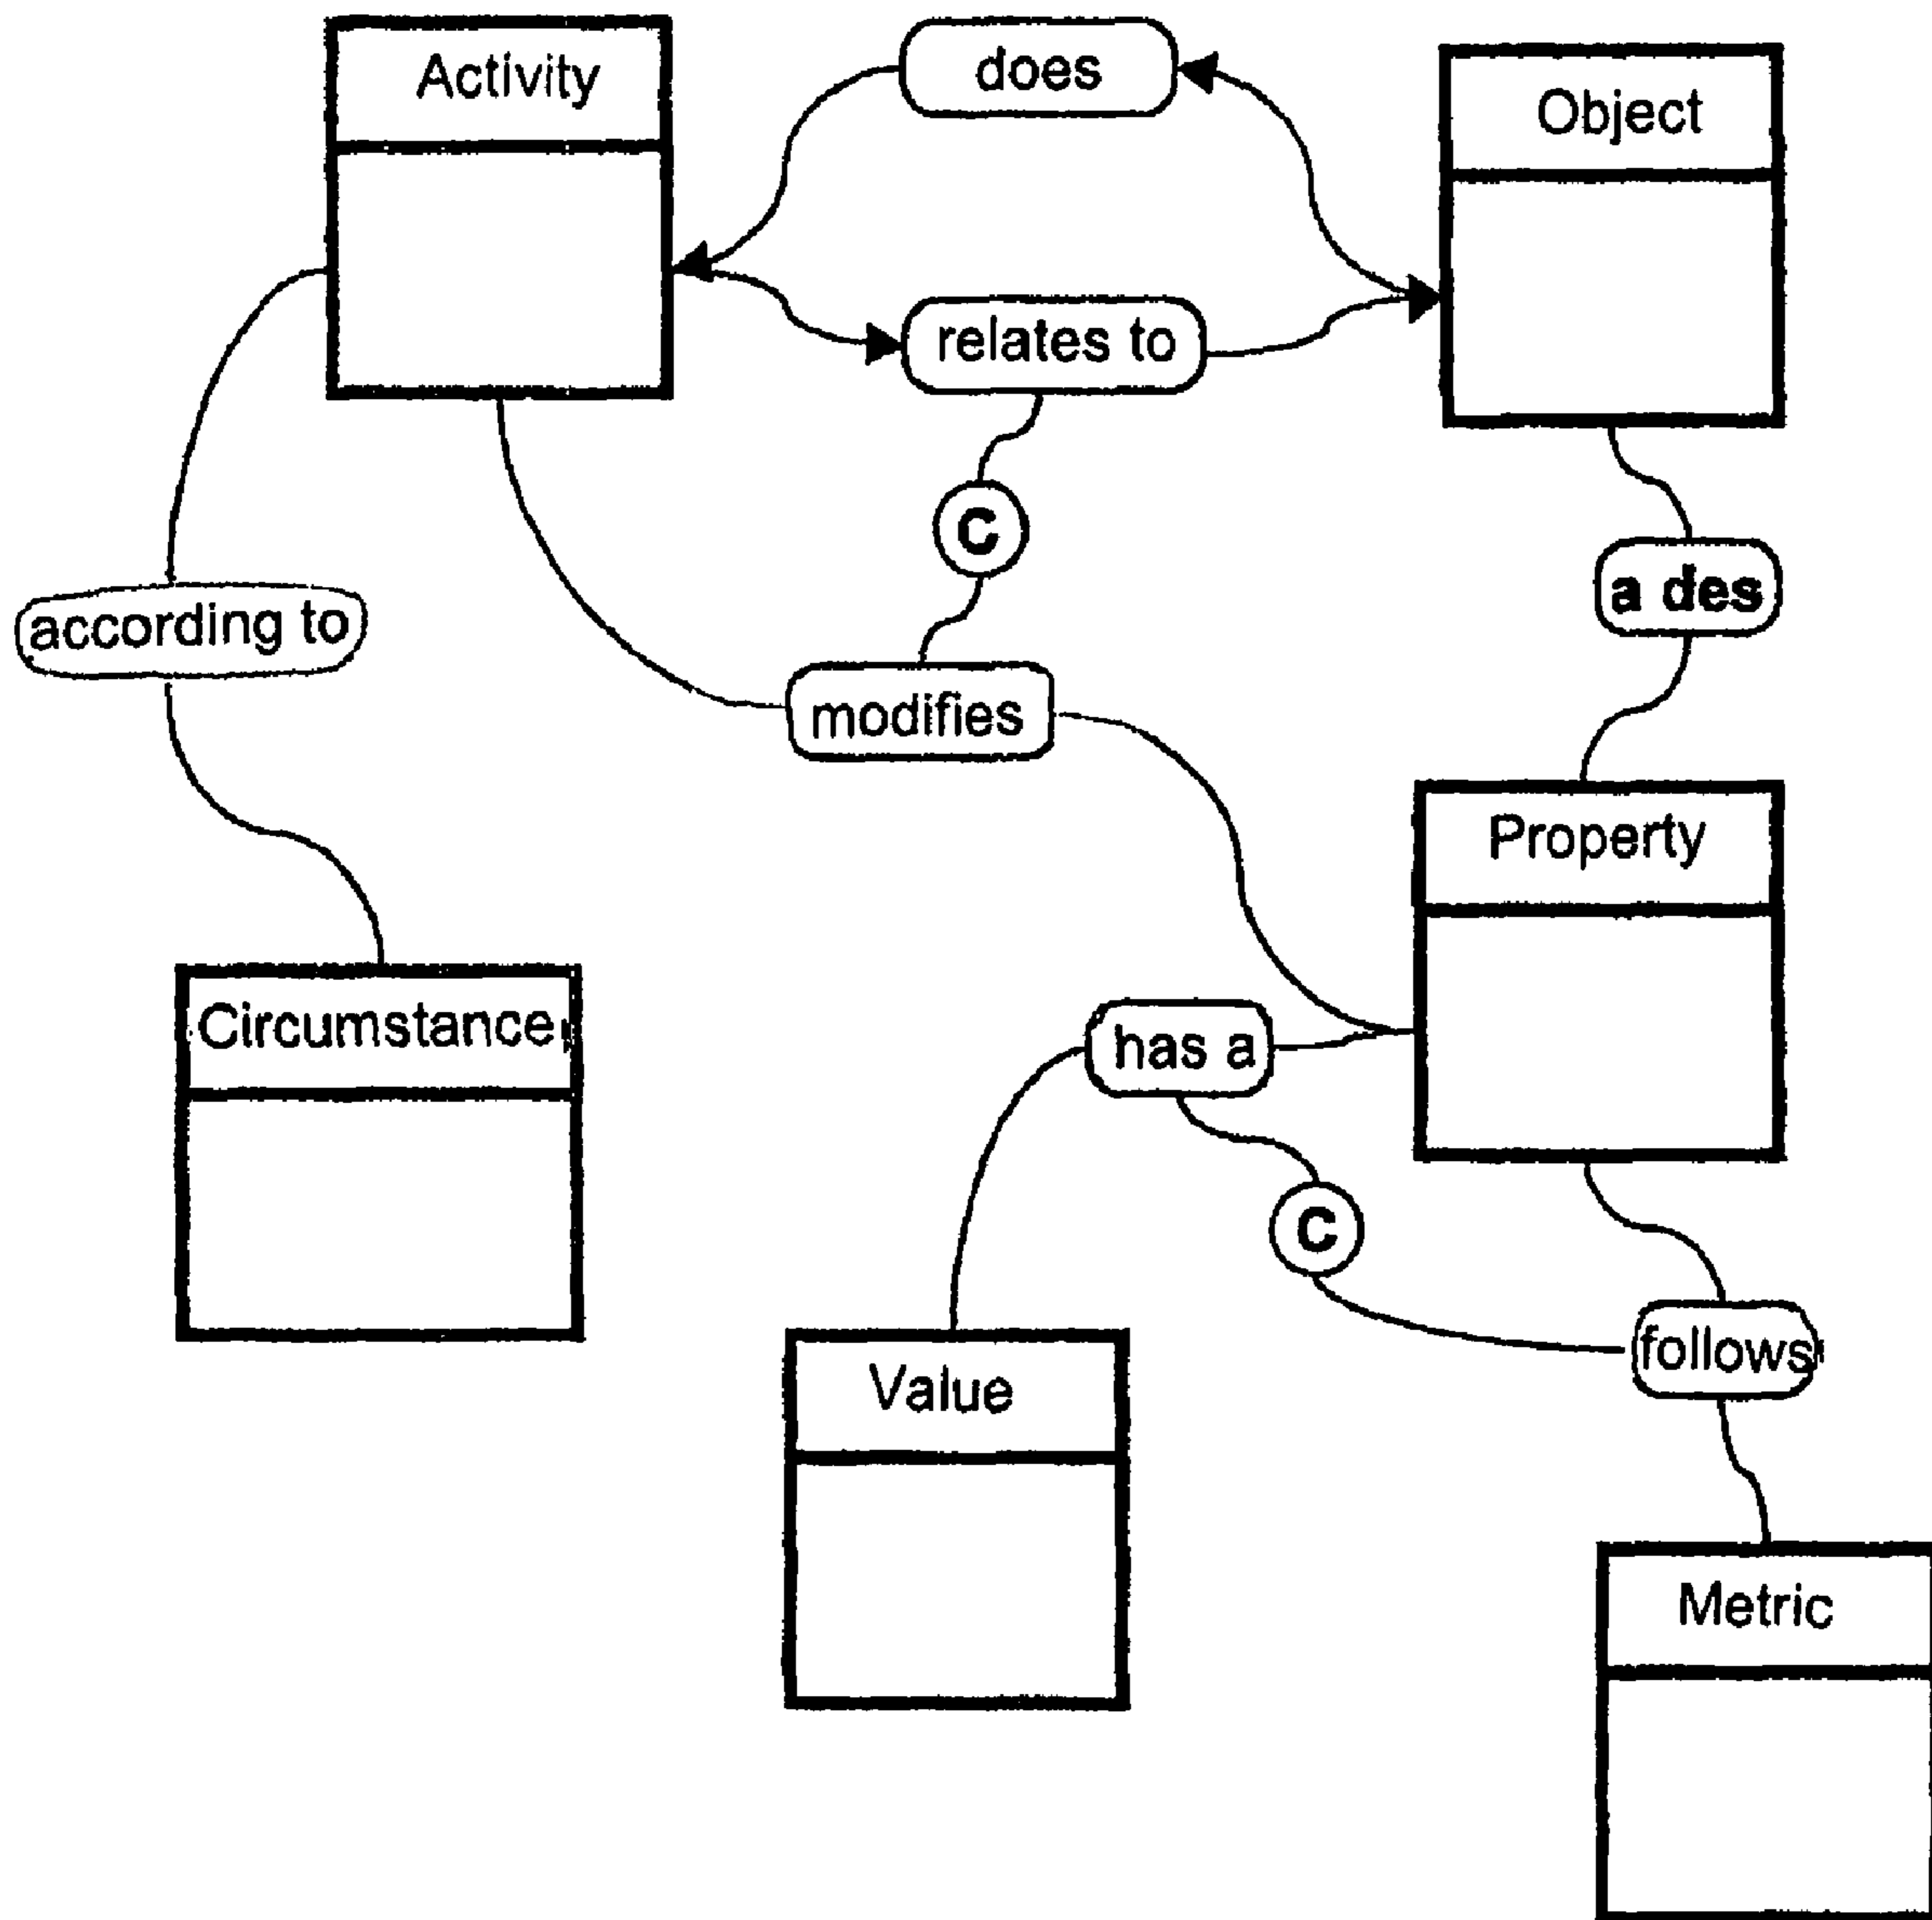 Activity
does
Object
relates to
C
a des
according to
modifies
Property
Circumstance
has a
C
follows
Value
Metric